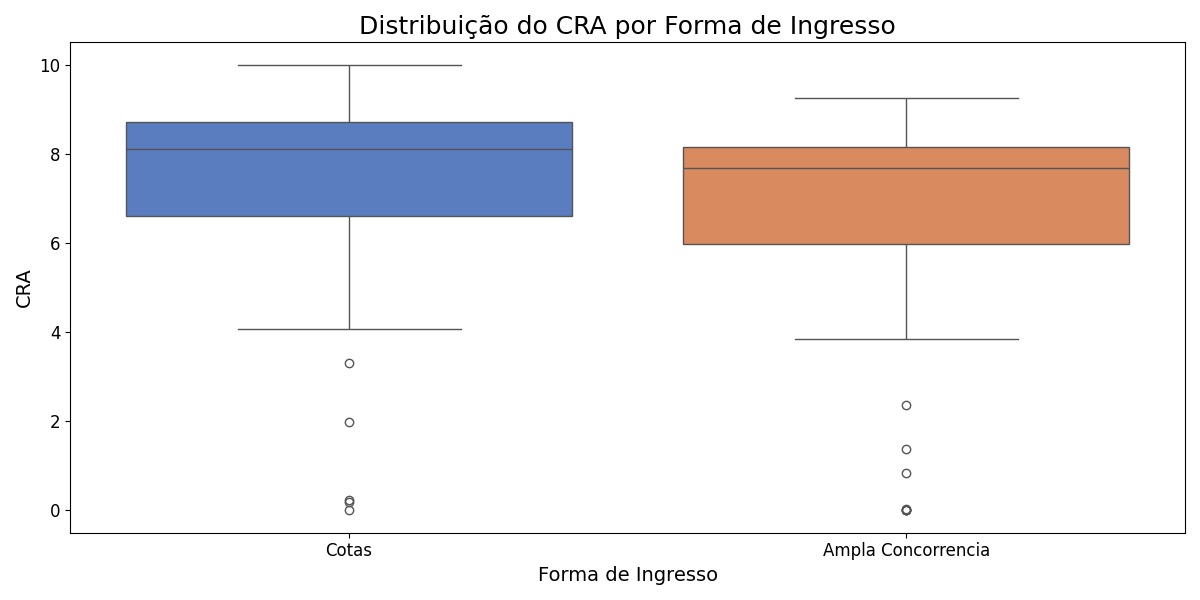 Distribuição do CRA por Forma de Ingresso
10
8
6
4
2
0
CRA
Cotas
Ampla Concorrencia
Forma de Ingresso